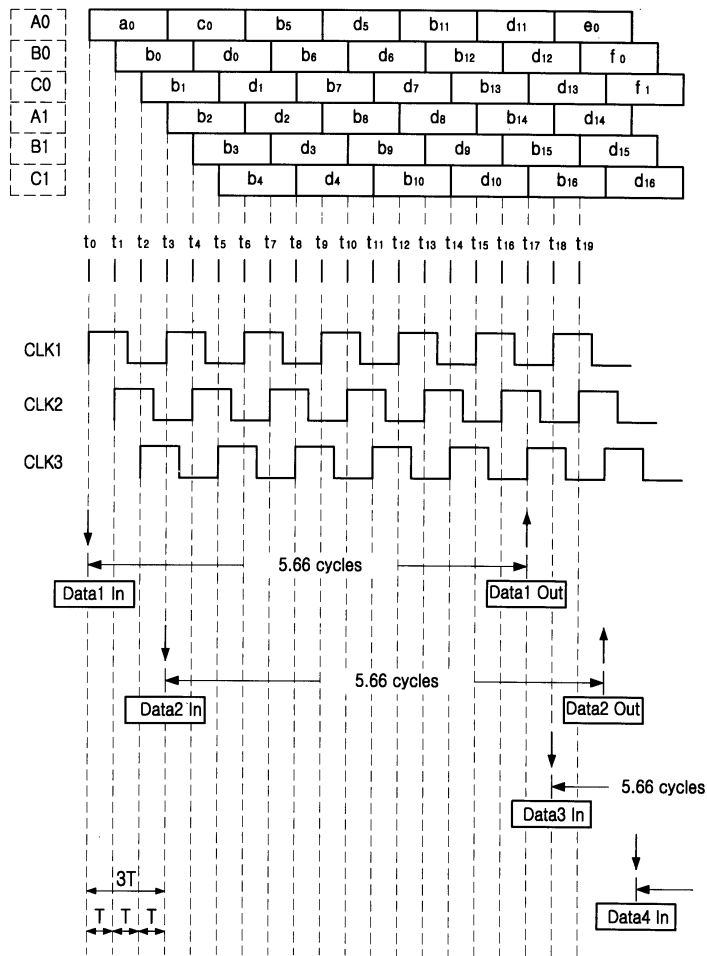 A0 a0 c0 b5 d5 b11 d11 e0
B0 b0 d0 b6 d6 b12 d12 f0
C0 b1 d1 b7 d7 b13 d13 f1
A1 b2 d2 b8 d8 b14 d14
B1 b3 d3 b9 d9 b15 d15
C1 b4 d4 b10 d10 b16 d16
t0 t1 t2 t3 t4 t5 t6 t7 t8 t9 t10 t11 t12 t13 t14 t15 t16 t17 t18 t19
CLK1
CLK2
CLK3
5.66 cycles
Data1 In Data1 Out
5.66 cycles
Data2 In Data2 Out
5.66 cycles
Data3 In
3T
Data4 In
T T T